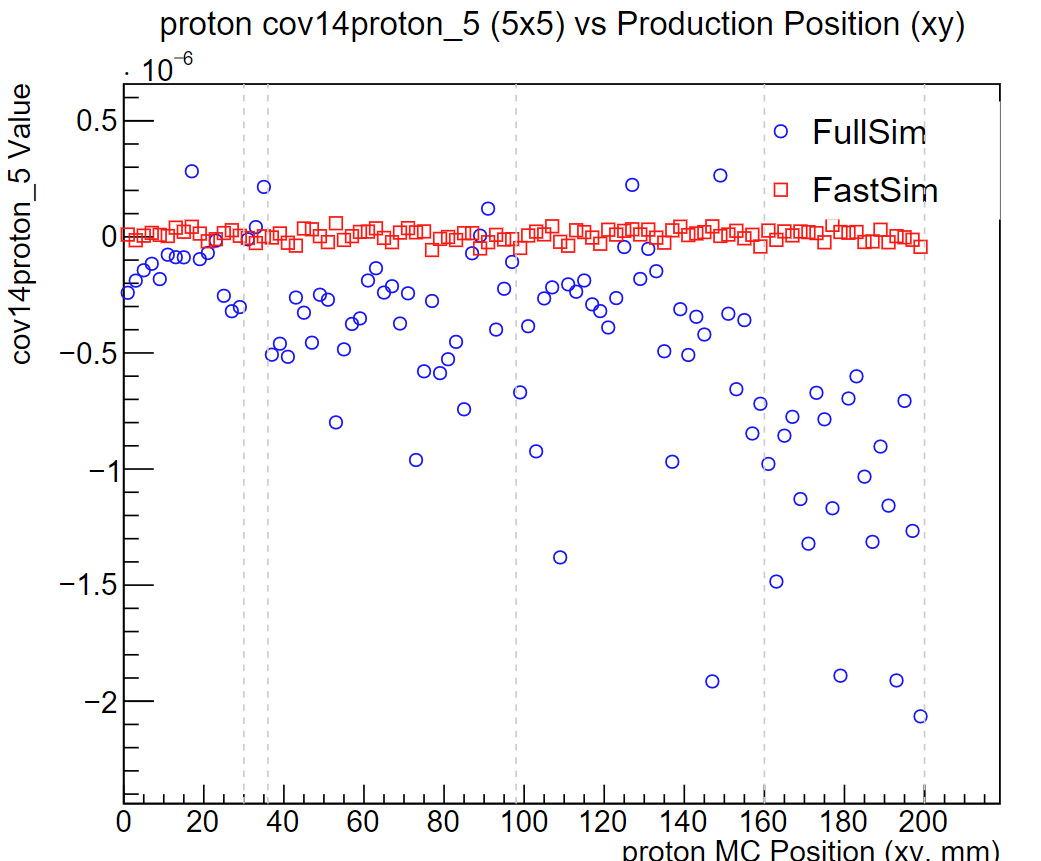 proton cov14proton_5 (5x5) vs Production Position (xy)
· 10−6
cov14proton_5 Value
0.5
0
−0.5
−1
−1.5
−2
FullSim
FastSim
0 20 40 60 80 100 120 140 160 180 200
proton MC Position (xy, mm)